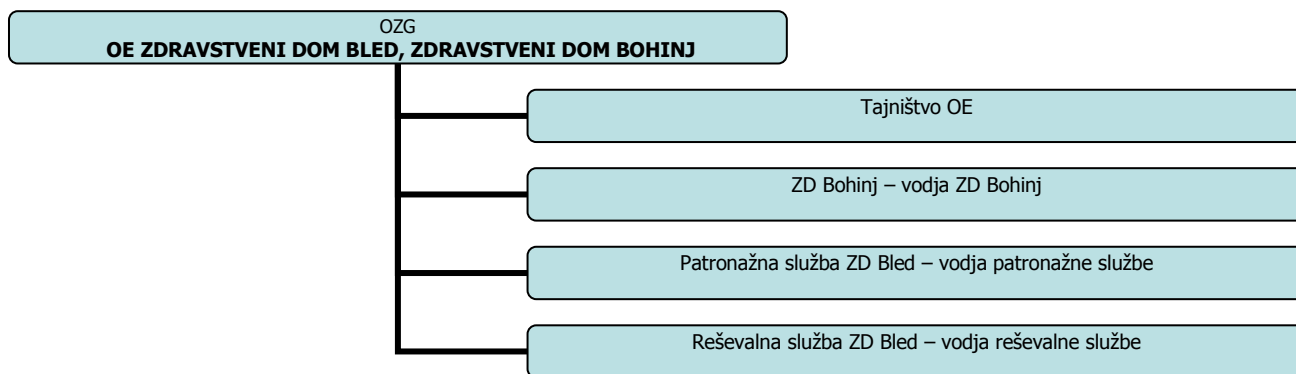 OZG
OE ZDRAVSTVENI DOM BLED, ZDRAVSTVENI DOM BOHINJ
Tajništvo OE
ZD Bohinj – vodja ZD Bohinj
Patronažna služba ZD Bled – vodja patronažne službe
Reševalna služba ZD Bled – vodja reševalne službe